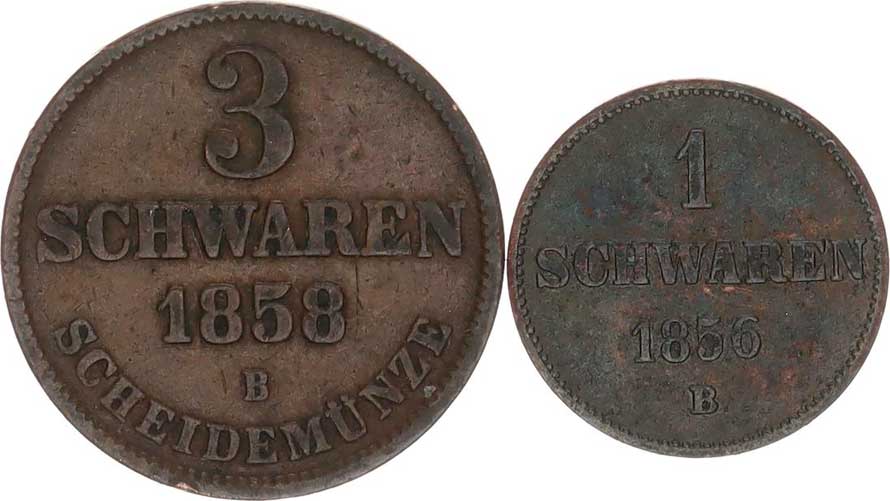 3
SCHWAREN
1858
B
SCHEIDEMÜNZE
1
SCHWAREN
1856
B